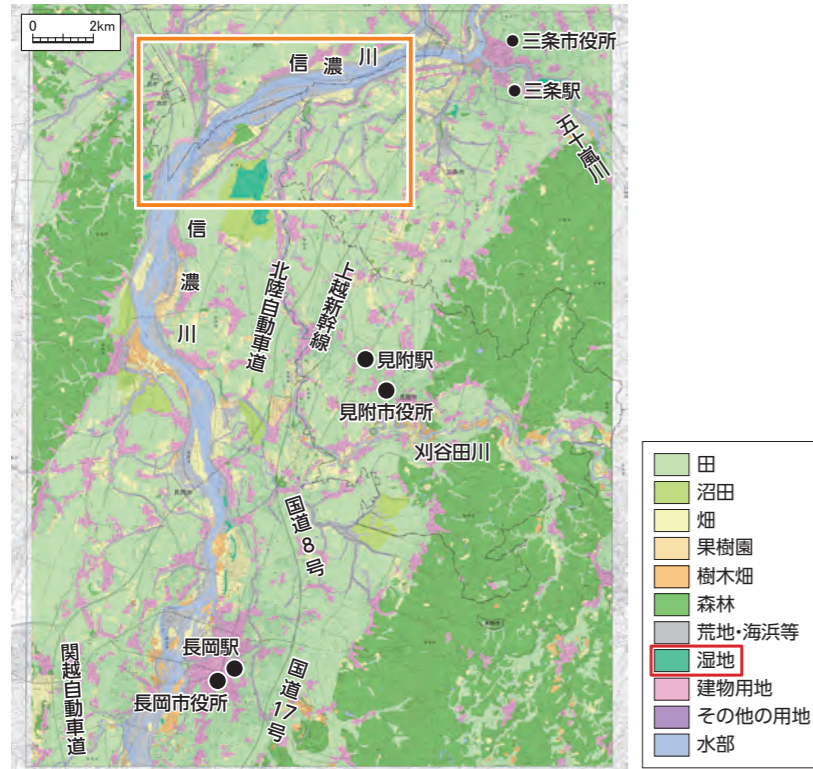 0 2km
三条市役所
信濃川
三条駅
五十嵐川
信濃川
北陸自動車道
上越新幹線
見附駅
見附市役所
刈谷田川
国道8号
長岡駅
長岡市役所
国道17号
関越自動車道
田
沼田
畑
果樹園
樹木畑
森林
荒地・海浜等
湿地
建物用地
その他の用地
水部